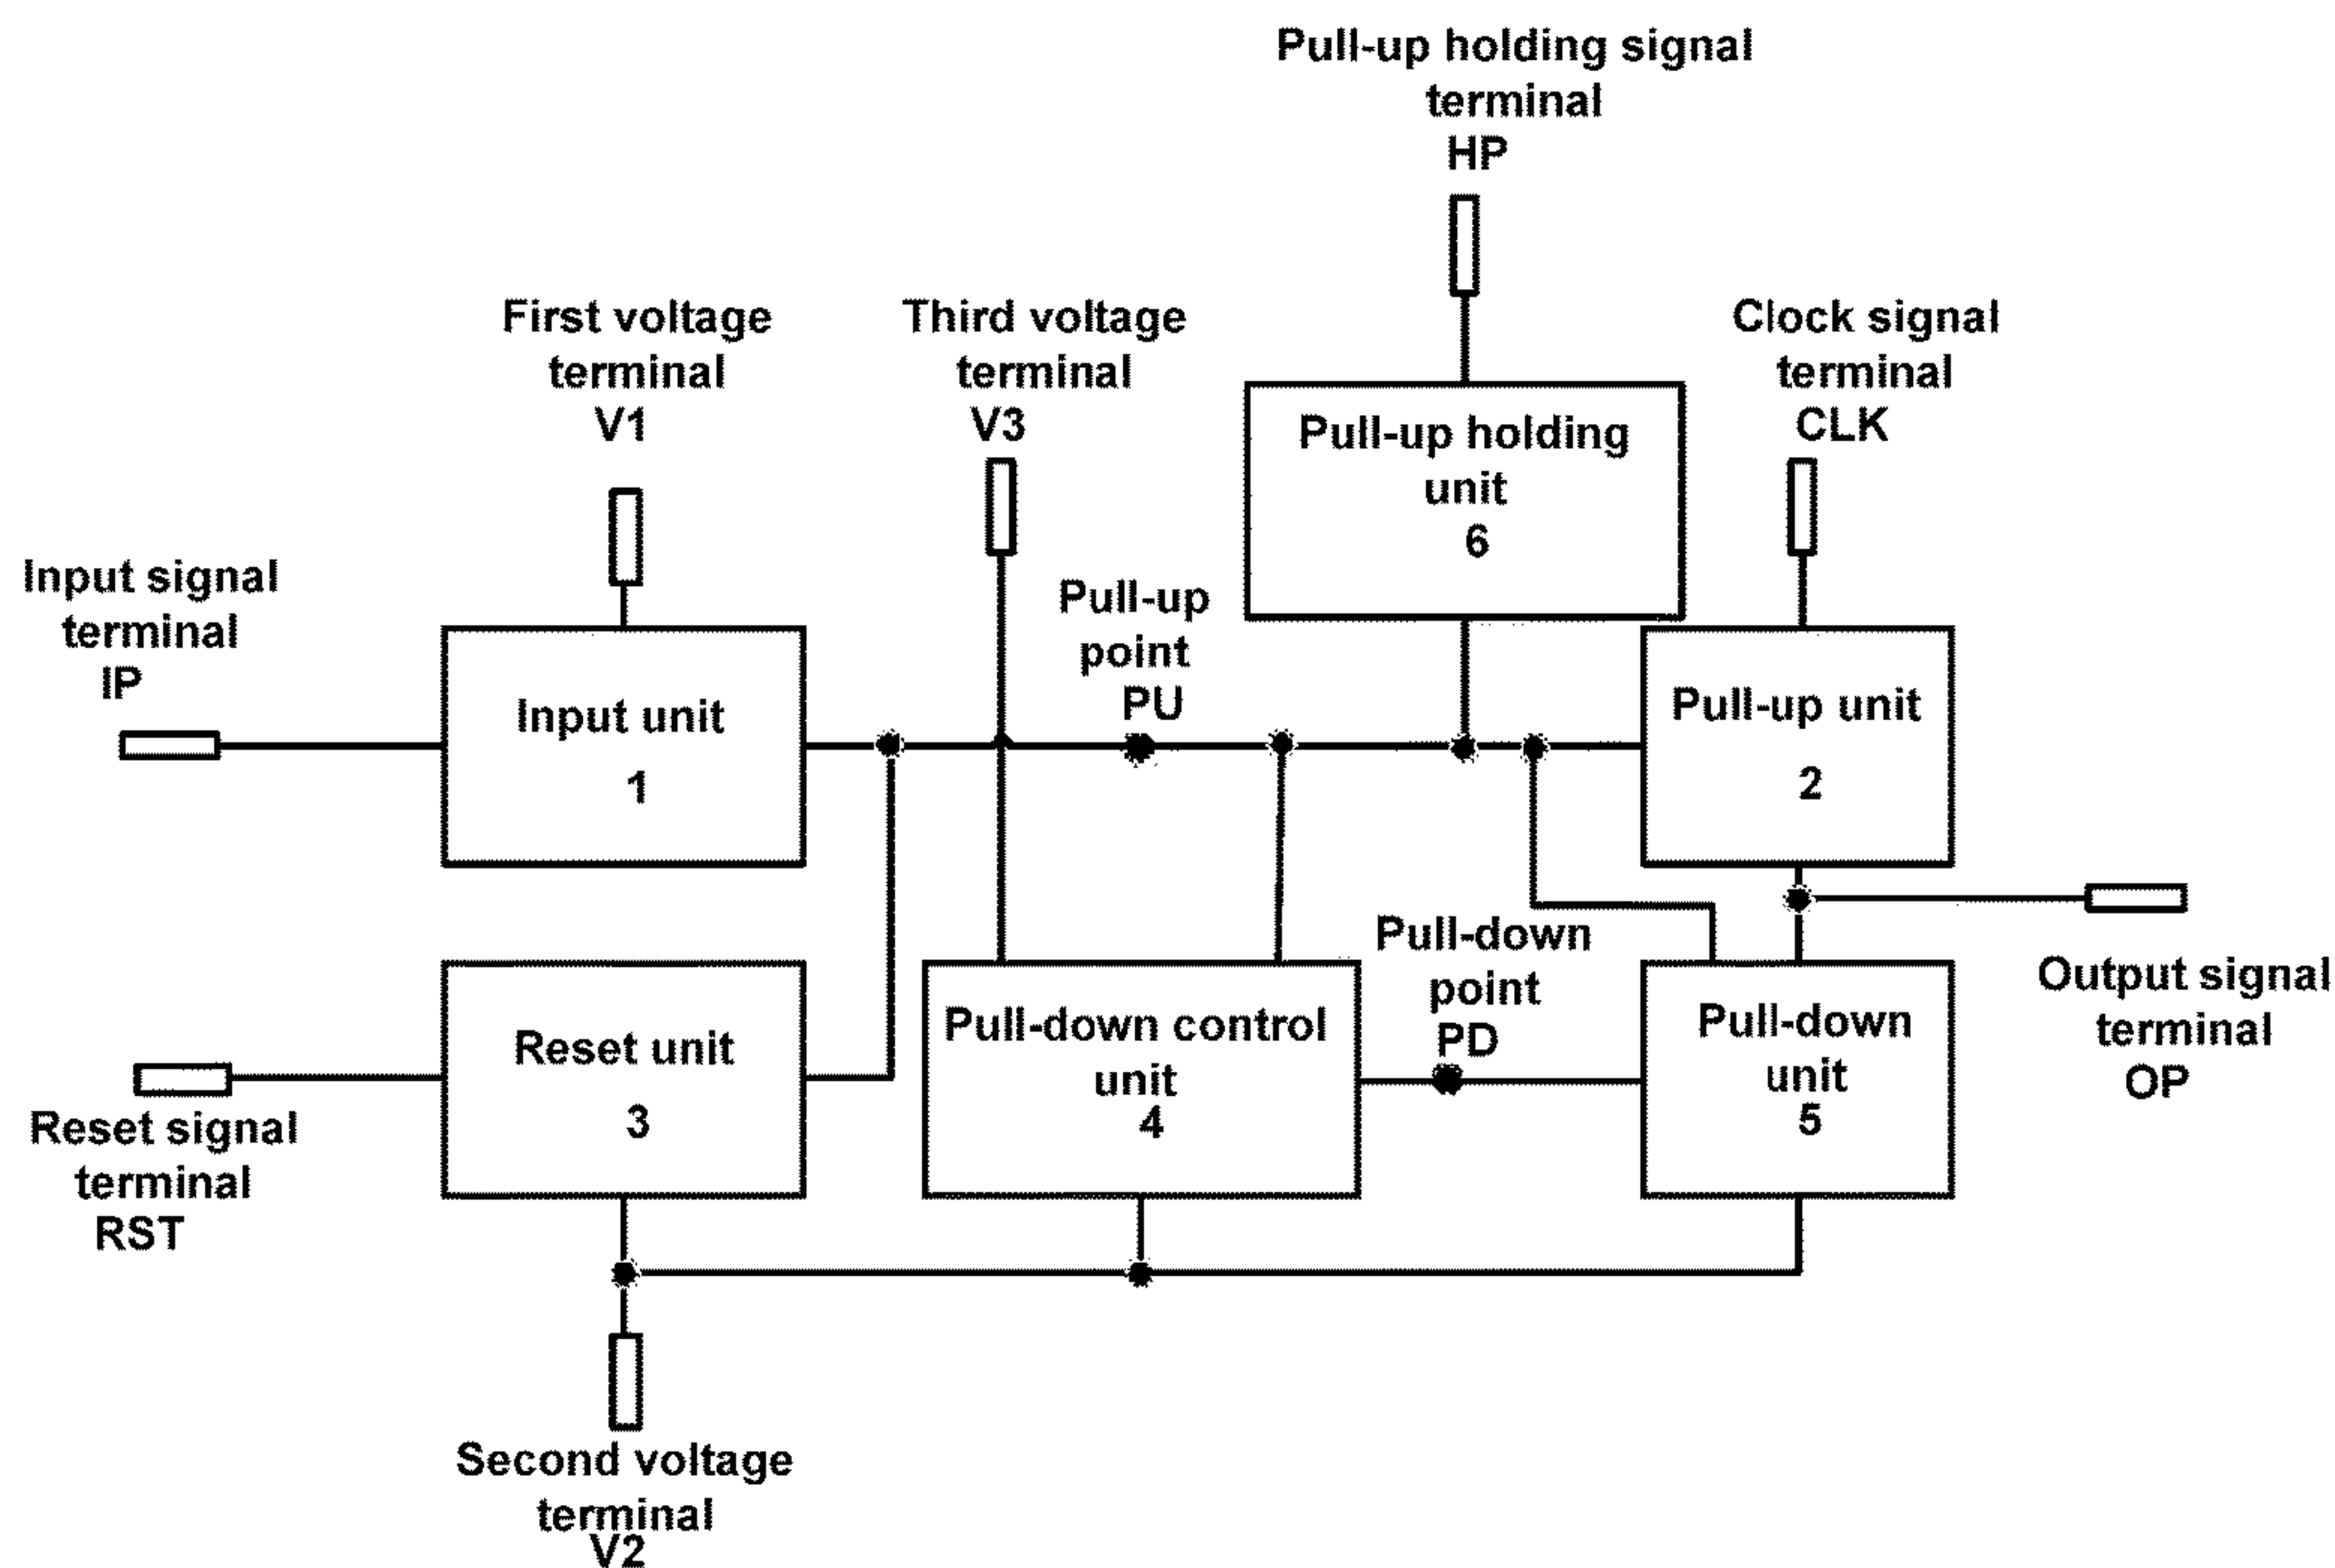 Pull-up holding signal
terminal
HP
First voltage
terminal
V1
Third voltage
terminal
V3
Clock signal
terminal
CLK
Pull-up holding
unit
6
Input signal
terminal
IP
Pull-up
point
PU
Input unit
1
Pull-up unit
2
Pull-down
point
PD
Reset unit
3
Pull-down control
unit
4
Pull-down
unit
5
Output signal
terminal
OP
Reset signal
terminal
RST
Second voltage
terminal
V2